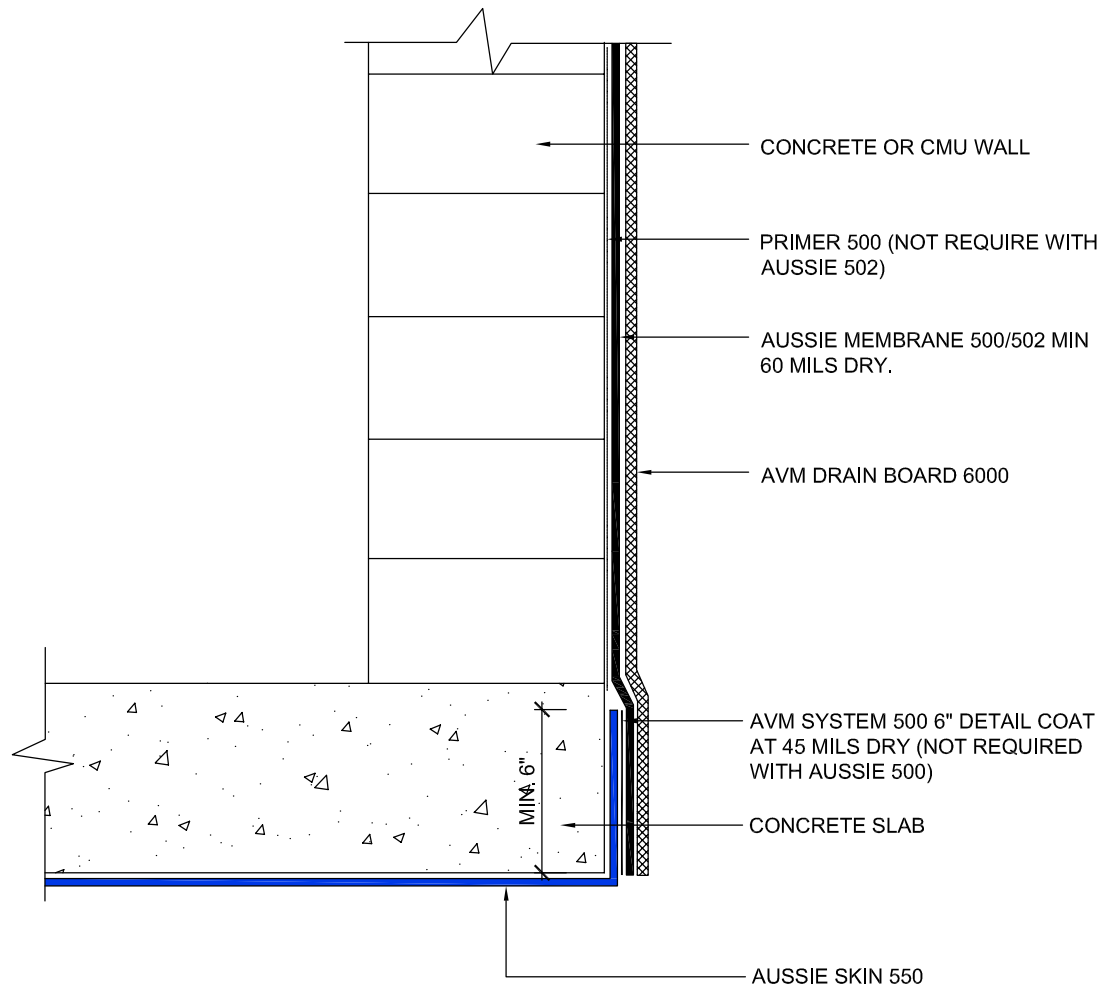 CONCRETE OR CMU WALL
PRIMER 500 (NOT REQUIRE WITH
AUSSIE 502)
AUSSIE MEMBRANE 500/502 MIN
60 MILS DRY.
AVM DRAIN BOARD 6000
AVM SYSTEM 500 6" DETAIL COAT
AT 45 MILS DRY (NOT REQUIRED
WITH AUSSIE 500)
MIN. 6"
CONCRETE SLAB
AUSSIE SKIN 550